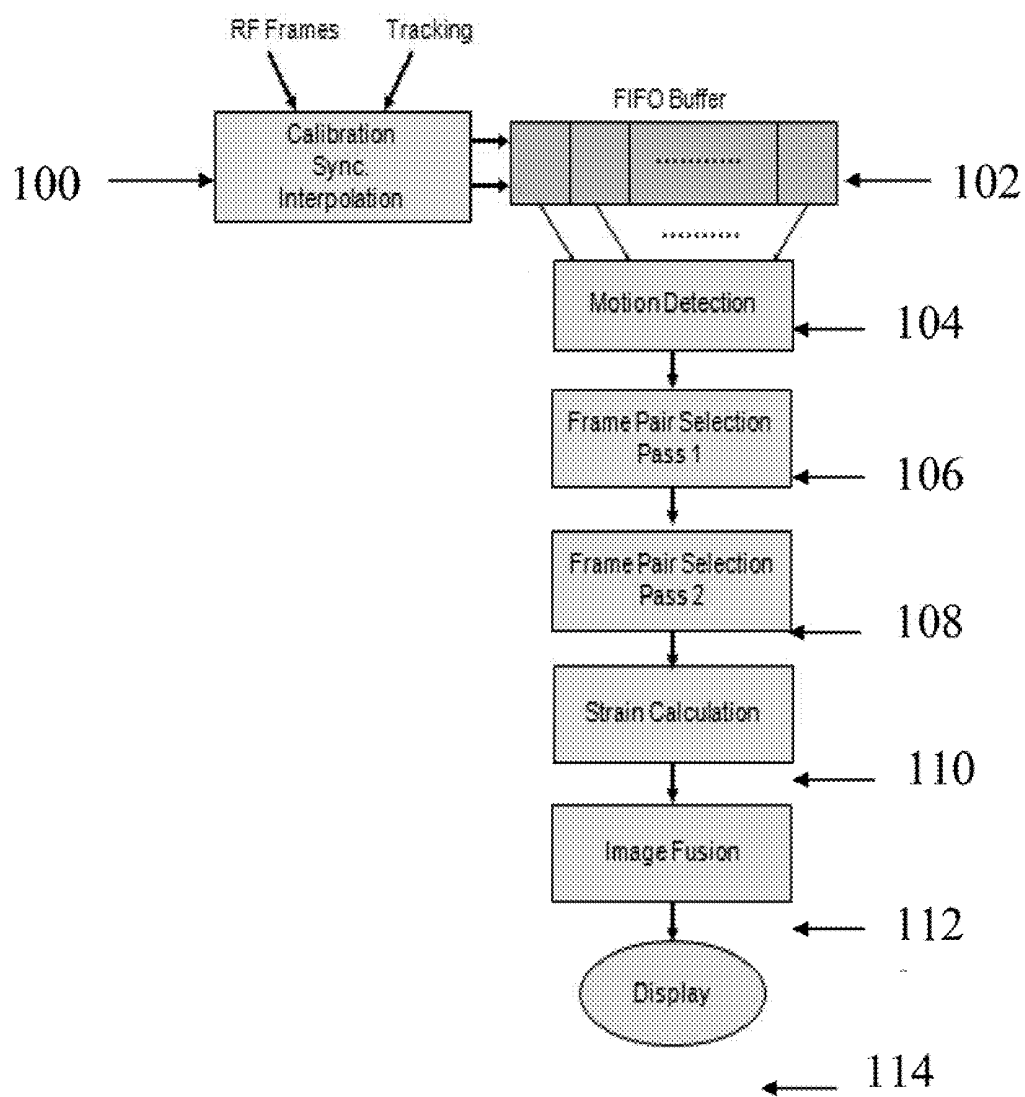 RF Frames Tracking
Calibration
Sync.
Interpolation
100
FIFO Buffer
102
Motion Detection
104
Frame Pair Selection
Pass 1
106
Frame Pair Selection
Pass 2
108
Strain Calculation
110
Image Fusion
112
Display
114